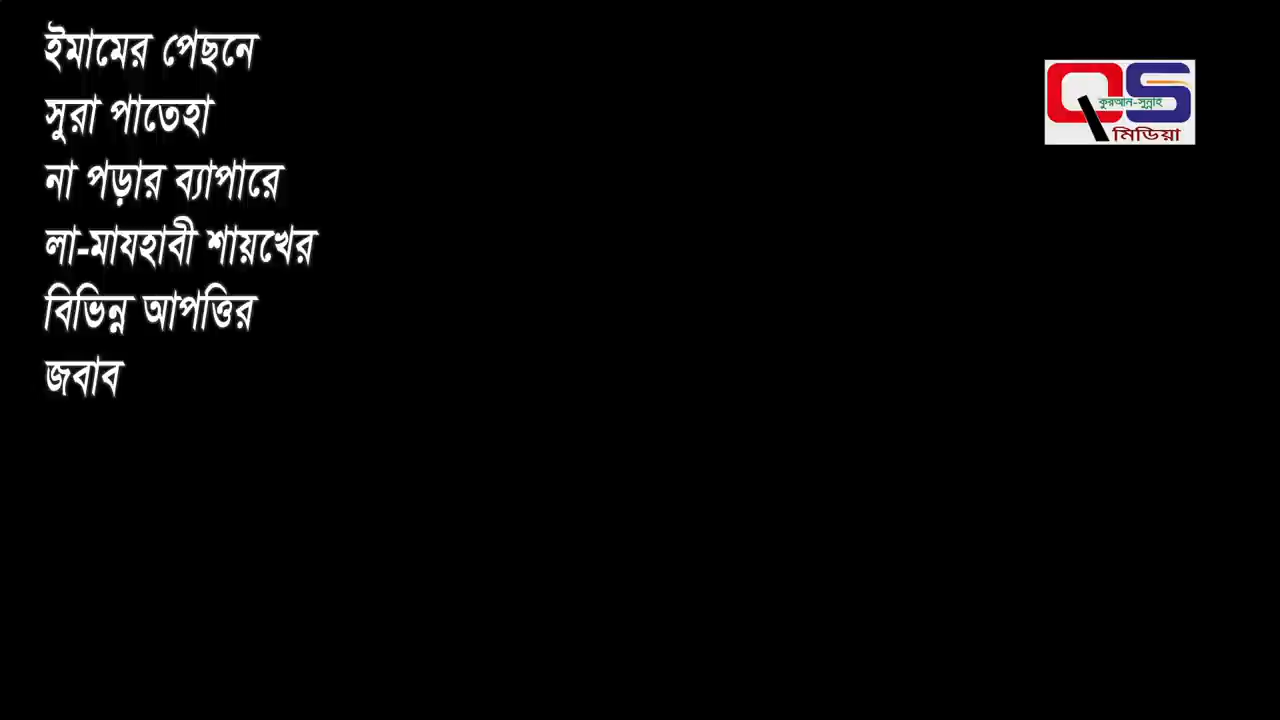 ইমামের পেছনে
সুরা পাতেহা
না পড়ার ব্যাপারে
লা-মাযহাবী শায়খের
বিভিন্ন আপত্তির
জবাব
QS
কুরআন-সুন্নাহ
মিডিয়া